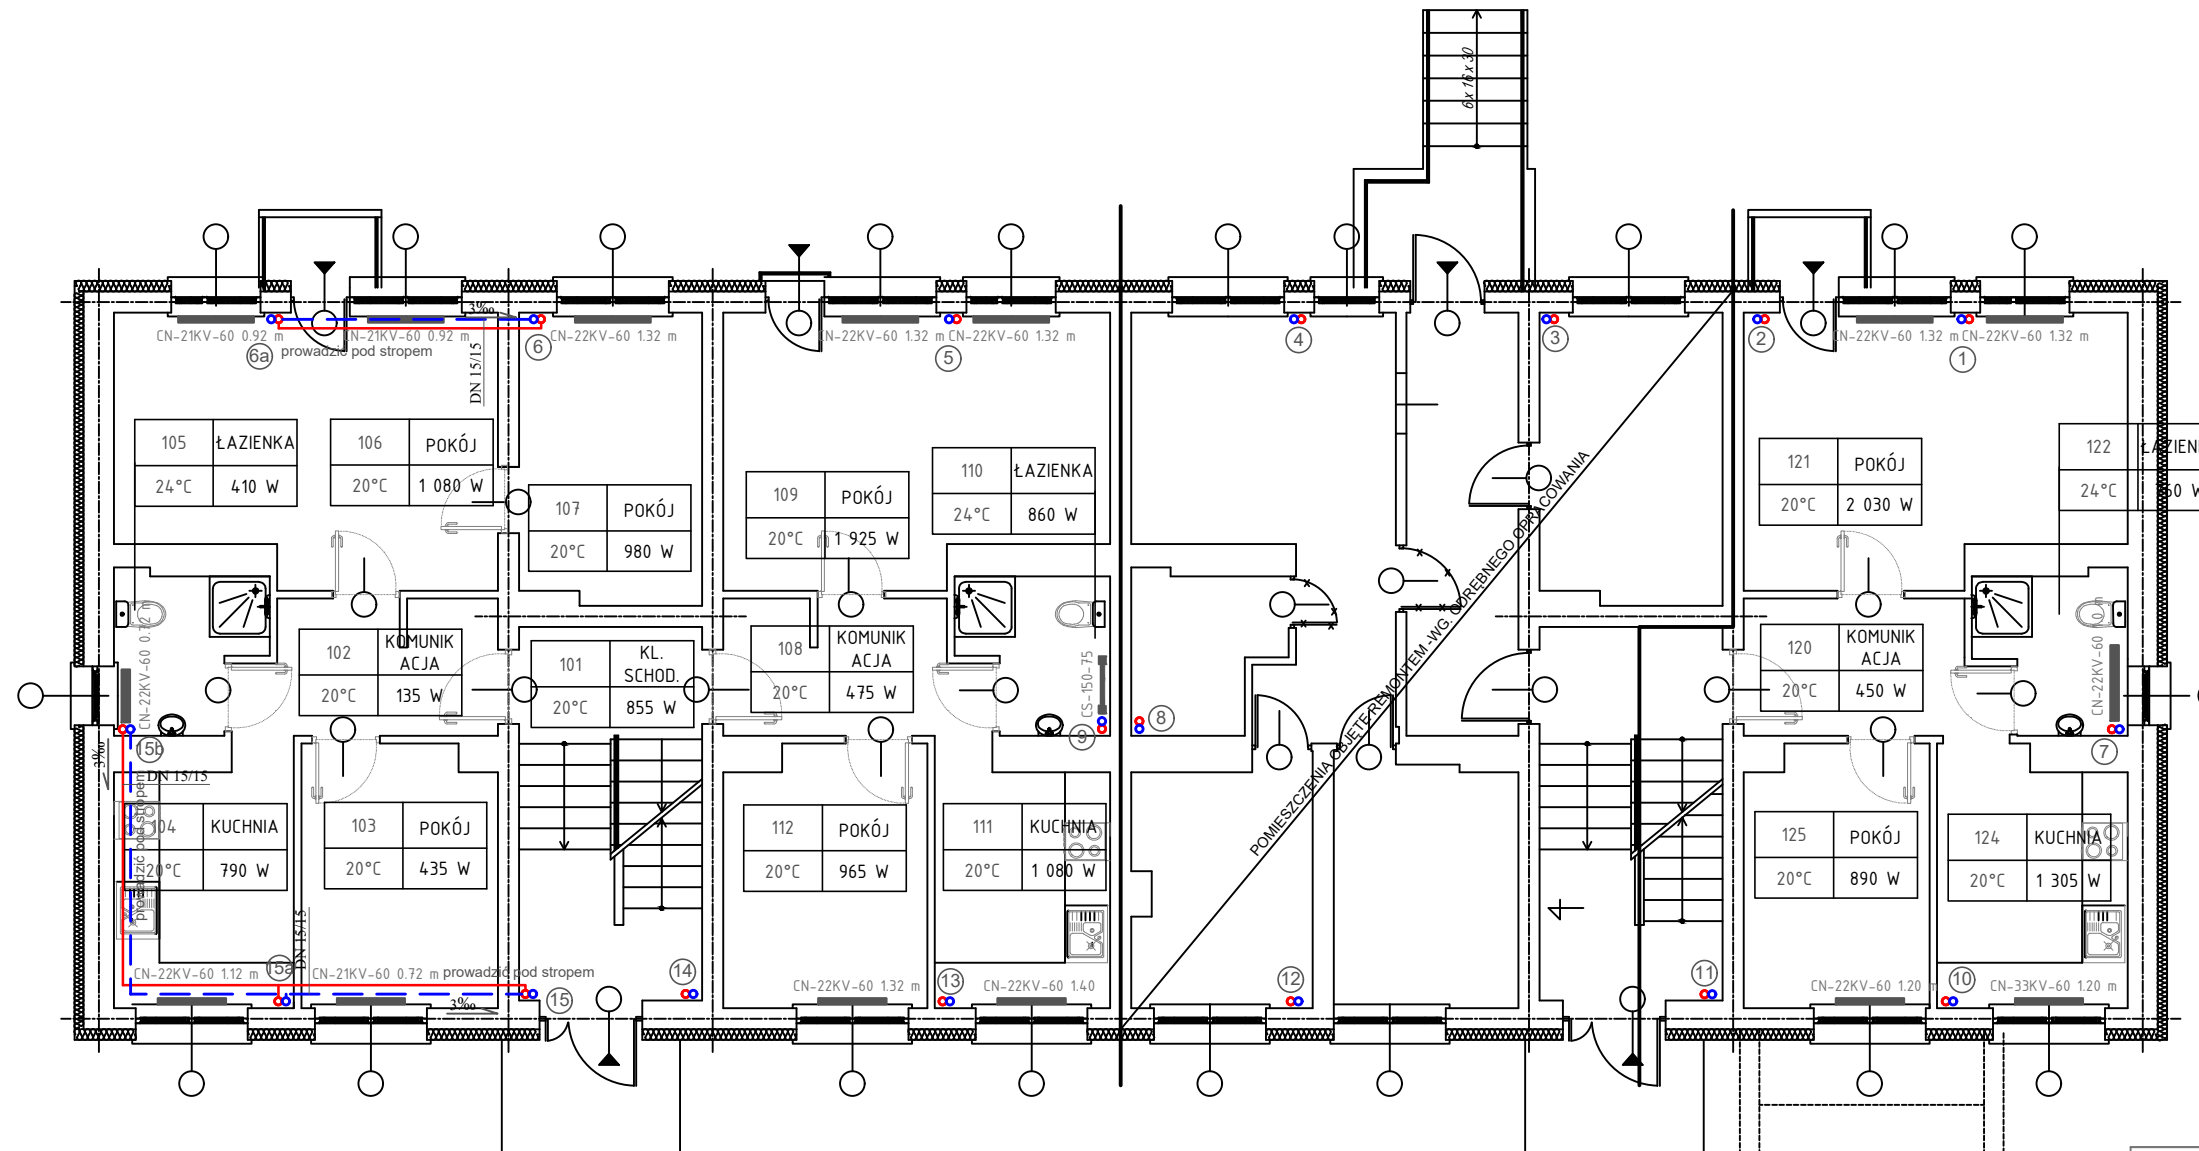 6 x 16 x 30
3‰
CN-21KV-60 0.92 m
CN-21KV-60 0.92 m
CN-22KV-60 1.32 m
CN-22KV-60 1.32 m
CN-22KV-60 1.32 m
CN-22KV-60 1.32 m
CN-22KV-60 1.32 m
6a
prowadzić pod stropem
6
5
4
3
2
1
DN 15/15
105 ŁAZIENKA
24°C 410 W
106 POKÓJ
20°C 1 080 W
107 POKÓJ
20°C 980 W
109 POKÓJ
20°C 1 925 W
110 ŁAZIENKA
24°C 860 W
121 POKÓJ
20°C 2 030 W
122
24°C
POMIESZCZENIA OBJĘTE REMONTEM -WG. ODRĘBNEGO OPRACOWANIA
102 KOMUNIK
ACJA
20°C 135 W
101 KL.
SCHOD.
20°C 855 W
108 KOMUNIK
ACJA
20°C 475 W
120 KOMUNIK
ACJA
20°C 450 W
CN-22KV-60 0.72 m
CS-150-75
15b
9
8
7
3‰
DN 15/15
prowadzić pod stropem
104 KUCHNIA
20°C 790 W
103 POKÓJ
20°C 435 W
112 POKÓJ
20°C 965 W
111 KUCHNIA
20°C 1 080 W
125 POKÓJ
20°C 890 W
124 KUCHNIA
20°C 1 305 W
DN 15/15
CN-22KV-60 1.12 m
15a
CN-21KV-60 0.72 m
prowadzić pod stropem
3‰
15
14
CN-22KV-60 1.32 m
13
CN-22KV-60 1.40
12
11
CN-22KV-60 1.20 m
10
CN-33KV-60 1.20 m